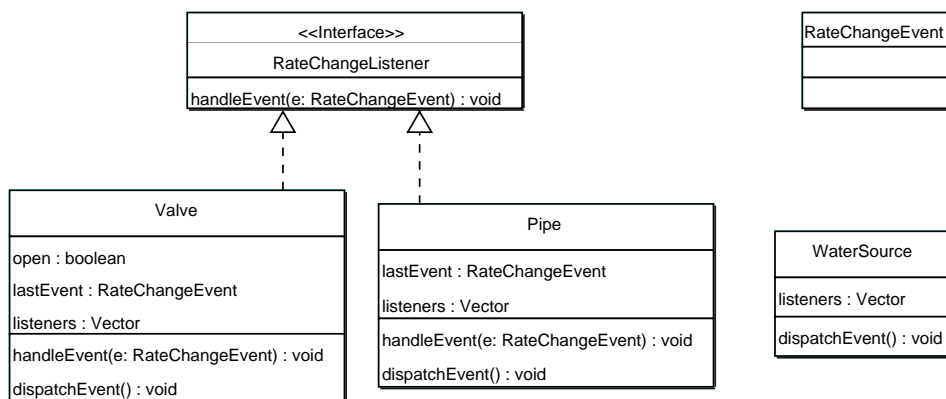 <<Interface>>
RateChangeListener
handleEvent(e: RateChangeEvent) : void
RateChangeEvent
Valve
open : boolean
lastEvent : RateChangeEvent
listeners : Vector
handleEvent(e: RateChangeEvent) : void
dispatchEvent() : void
Pipe
lastEvent : RateChangeEvent
listeners : Vector
handleEvent(e: RateChangeEvent) : void
dispatchEvent() : void
WaterSource
listeners : Vector
dispatchEvent() : void